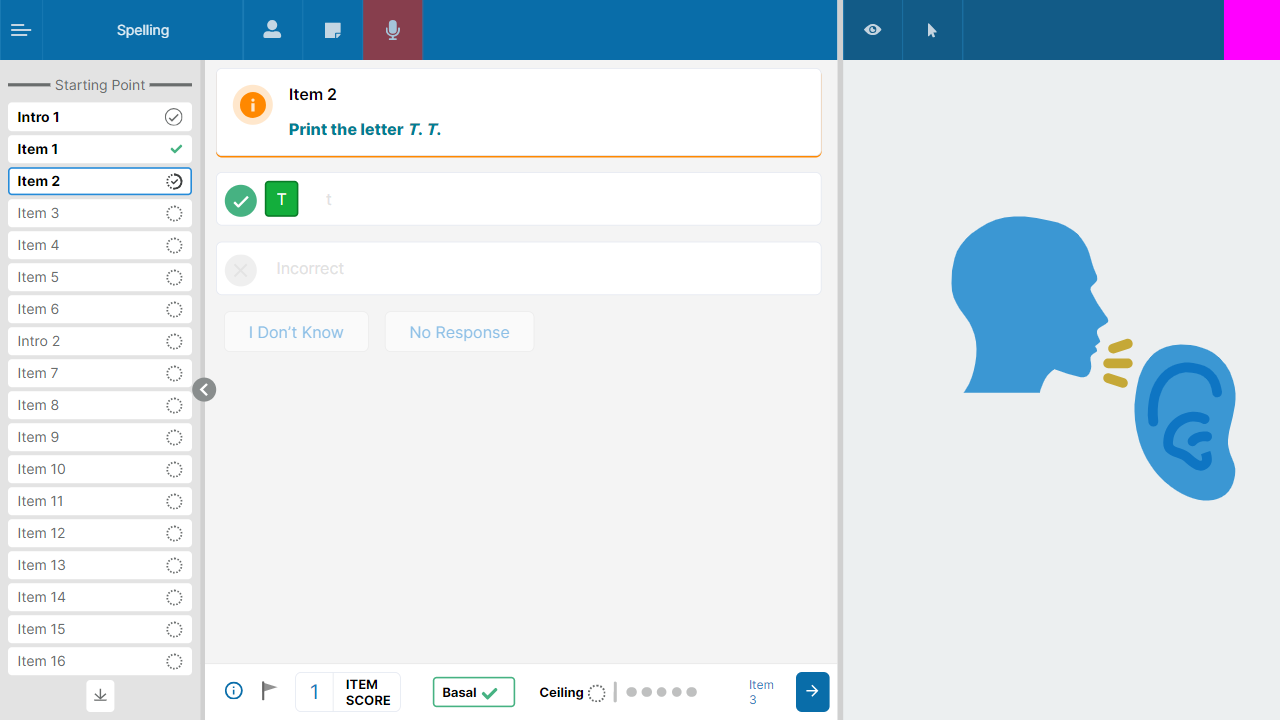 Spelling
Starting Point
Intro 1
Item 1
Item 2
Item 3
Item 4
Item 5
Item 6
Intro 2
Item 7
Item 8
Item 9
Item 10
Item 11
Item 12
Item 13
Item 14
Item 15
Item 16
Item 2
Print the letter T. T.
T t
Incorrect
I Don’t Know No Response
1 ITEM
SCORE
Basal
Ceiling
Item
3